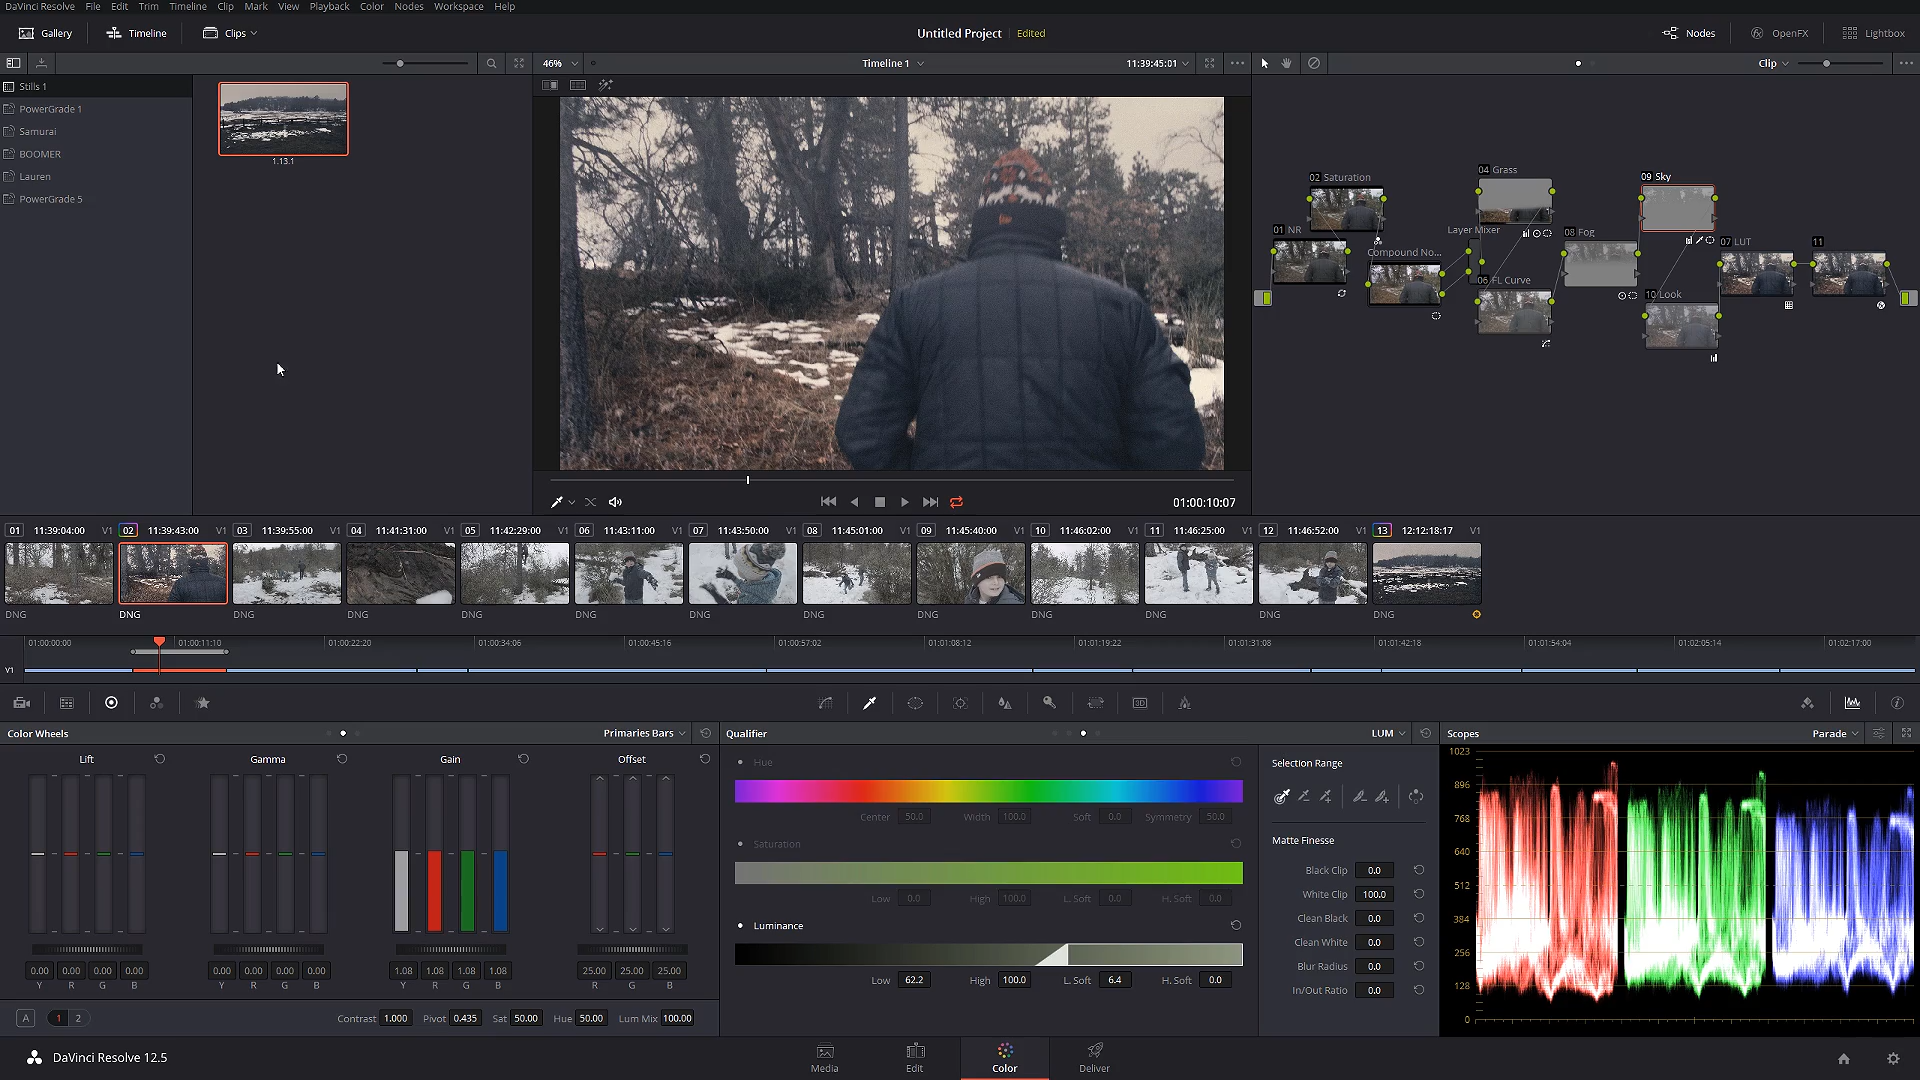 DaVinci Resolve File Edit Trim Timeline Clip Mark View Playback Color Nodes Workspace Help
Gallery Timeline Clips Untitled Project Edited Nodes OpenFX Lightbox
46% Timeline 1 11:39:45:01 Clip
Stills 1
PowerGrade 1
Samurai
BOOMER
Lauren
PowerGrade 5
1.13.1
01 NR
02 Saturation
Compound No...
Layer Mixer
04 Grass
06 FL Curve
08 Fog
09 Sky
10 Look
07 LUT
11
01:00:10:07
01 11:39:04:00 V1 02 11:39:43:00 V1 03 11:39:55:00 V1 04 11:41:31:00 V1 05 11:42:29:00 V1 06 11:43:11:00 V1 07 11:43:50:00 V1 08 11:45:01:00 V1 09 11:45:40:00 V1 10 11:46:02:00 V1 11 11:46:25:00 V1 12 11:46:52:00 V1 13 12:12:18:17 V1
DNG DNG DNG DNG DNG DNG DNG DNG DNG DNG DNG DNG DNG
01:00:00:00 01:00:11:10 01:00:22:20 01:00:34:06 01:00:45:16 01:00:57:02 01:01:08:12 01:01:19:22 01:01:31:08 01:01:42:18 01:01:54:04 01:02:05:14 01:02:17:00
V1
3D
Color Wheels Primaries Bars
Lift Gamma Gain Offset
0.00 0.00 0.00 0.00 0.00 0.00 0.00 0.00 1.08 1.08 1.08 1.08 25.00 25.00 25.00
Y R G B Y R G B Y R G B R G B
A 1 2 Contrast 1.000 Pivot 0.435 Sat 50.00 Hue 50.00 Lum Mix 100.00
Qualifier LUM
Hue
Center 50.0 Width 100.0 Soft 0.0 Symmetry 50.0
Saturation
Low 0.0 High 100.0 L. Soft 0.0 H. Soft 0.0
Luminance
Low 62.2 High 100.0 L. Soft 6.4 H. Soft 0.0
Selection Range
Matte Finesse
Black Clip 0.0
White Clip 100.0
Clean Black 0.0
Clean White 0.0
Blur Radius 0.0
In/Out Ratio 0.0
Scopes Parade
1023
896
768
640
512
384
256
128
0
DaVinci Resolve 12.5 Media Edit Color Deliver